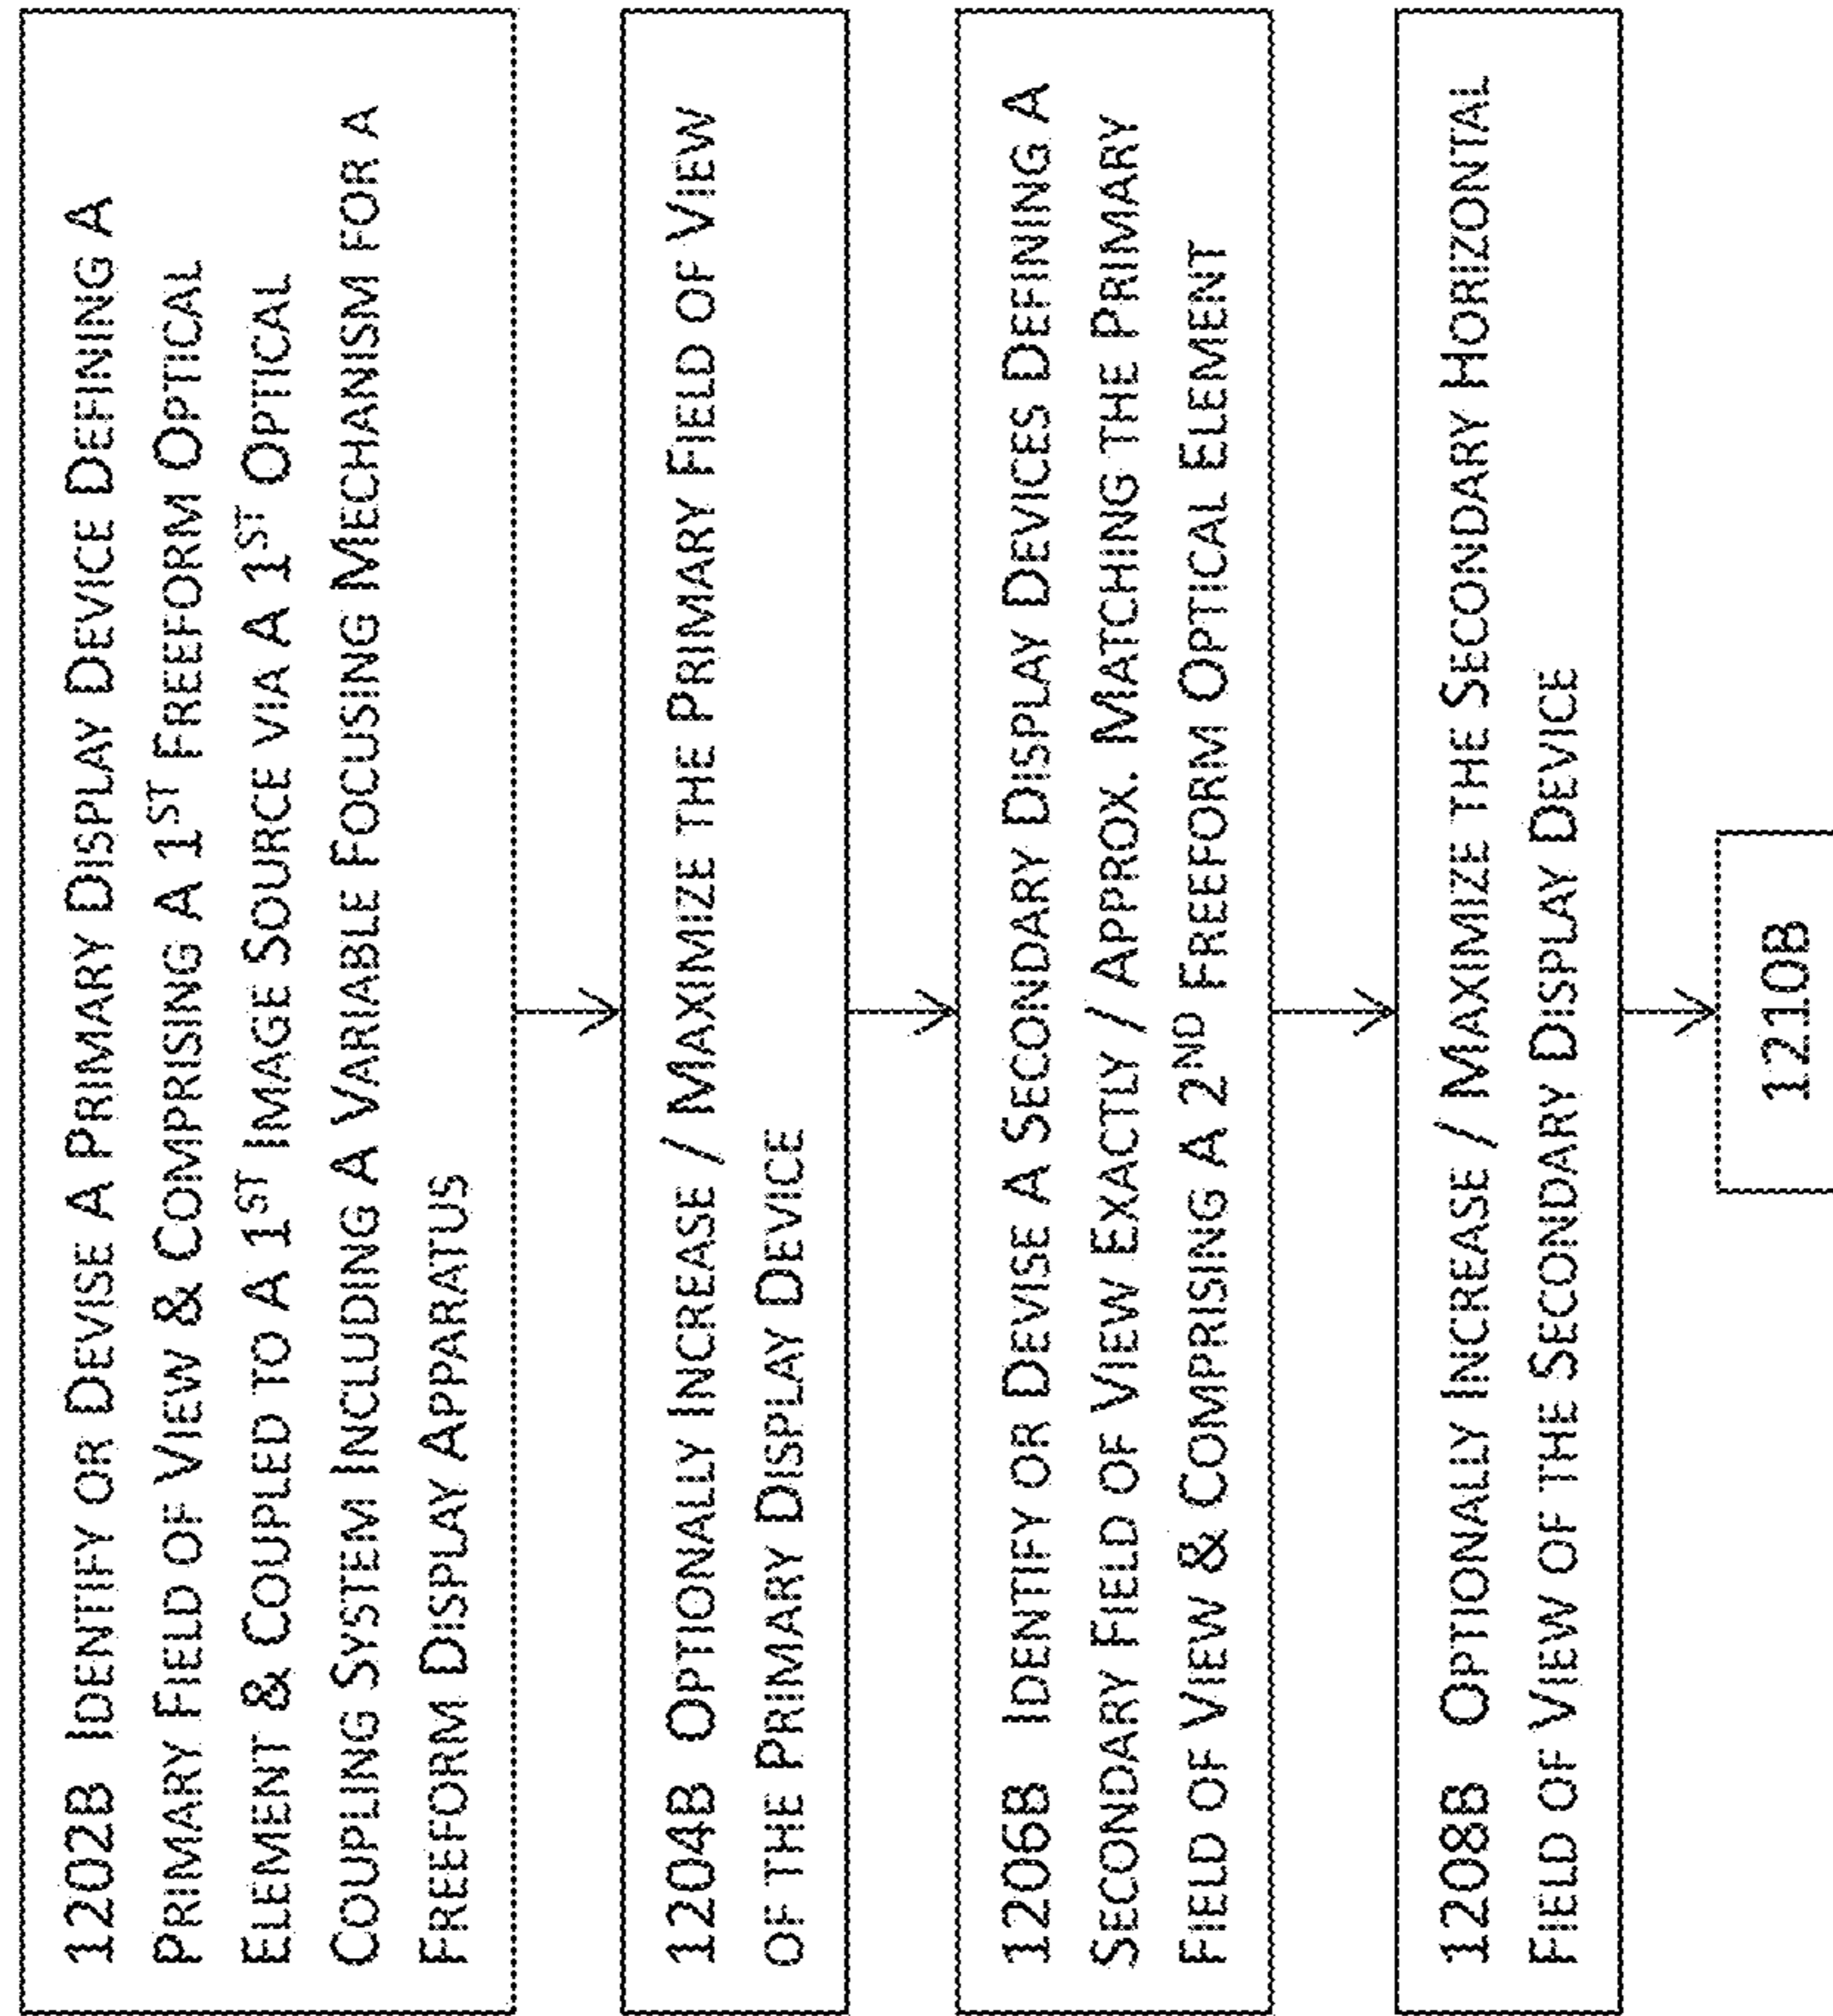 1202B Identify or Devise A Primary Display Device Defining A
Primary Field of View & Comprising A 1st Freeform Optical
Element & Coupled to A 1st Image Source via A 1st Optical
Coupling System Including A Variable Focusing Mechanism for A
Freeform Display Apparatus
1204B Optionally Increase / Maximize the Primary Field of View
of the Primary Display Device
1206B Identify or Devise A Secondary Display Devices Defining A
Secondary Field of View Exactly / Approx. Matching the Primary
Field of View & Comprising A 2nd Freeform Optical Element
1208B Optionally Increase / Maximize the Secondary Horizontal
Field of View of the Secondary Display Device
1210B